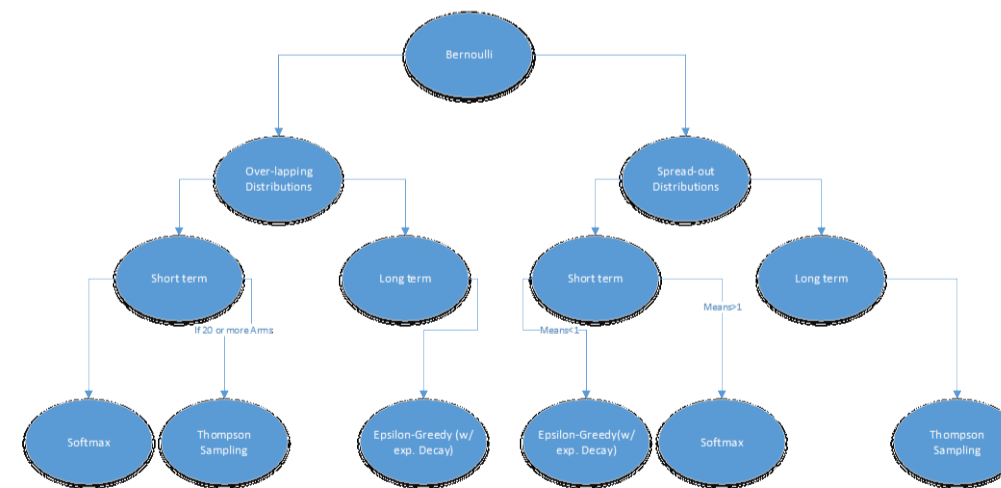 Bernoulli
Over-lapping
Distributions
Spread-out
Distributions
Short term
Long term
Short term
Long term
Means>1
If 20 or more Arms
Means<1
Softmax
Thompson
Sampling
Epsilon-Greedy (w/
exp. Decay)
Epsilon-Greedy(w/
exp. Decay)
Softmax
Thompson
Sampling